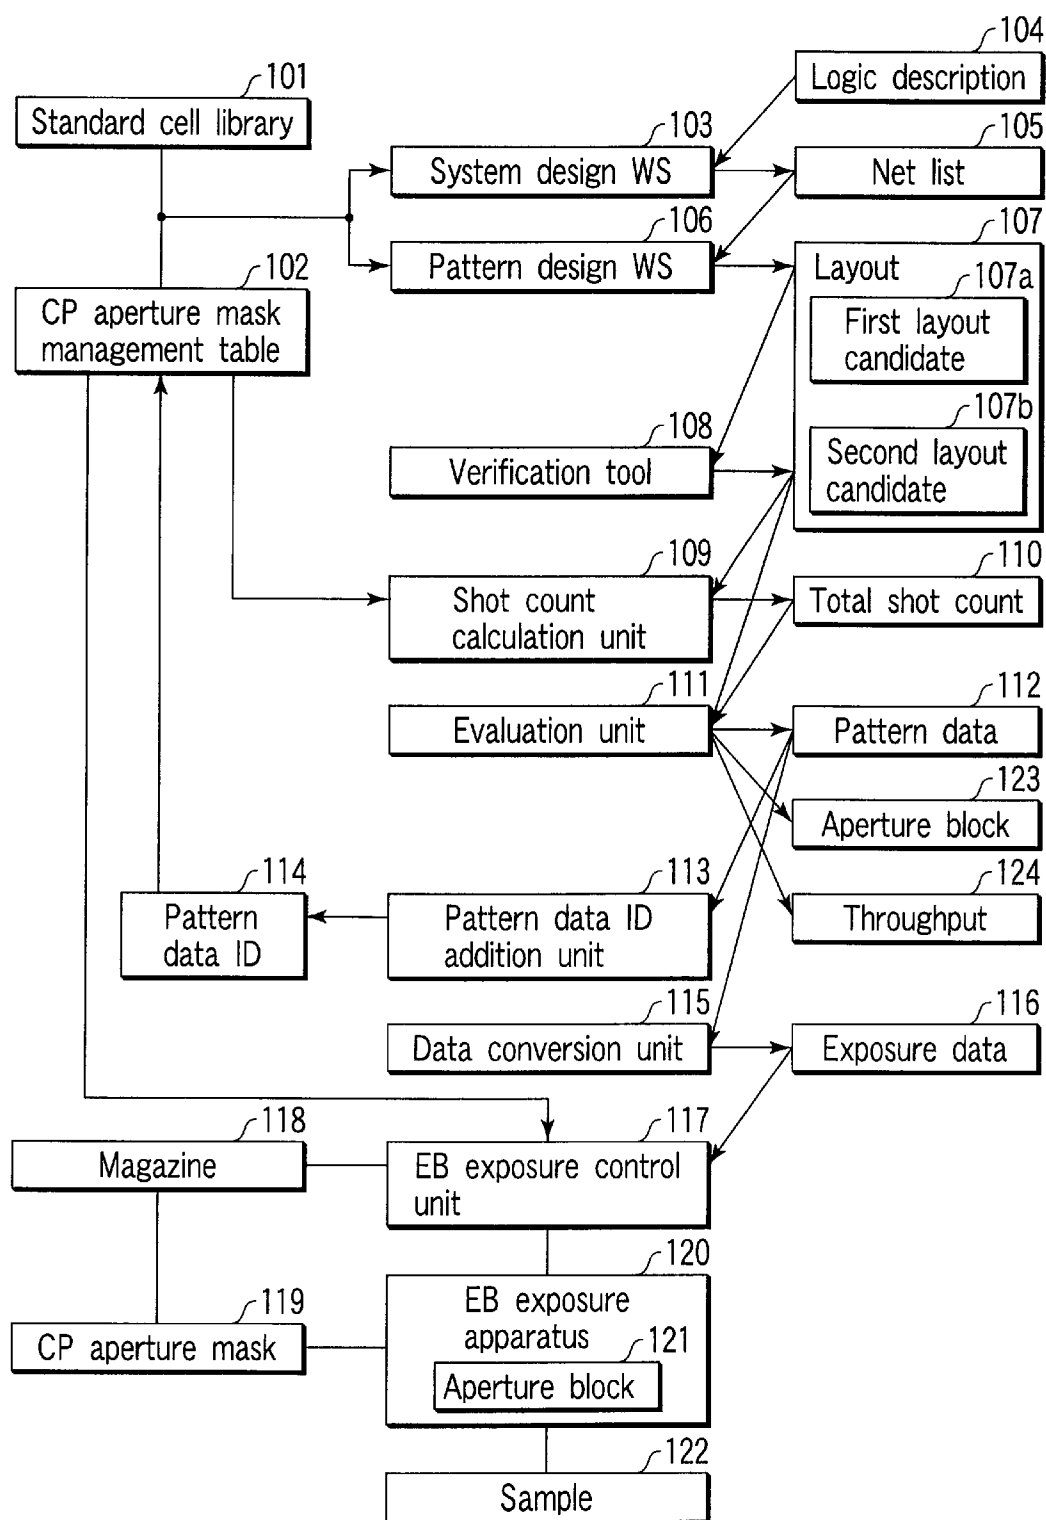 104
Logic description
101
Standard cell library
103
System design WS
105
Net list
106
Pattern design WS
107
Layout
107a
First layout
candidate
107b
Second layout
candidate
102
CP aperture mask
management table
108
Verification tool
109
Shot count
calculation unit
110
Total shot count
111
Evaluation unit
112
Pattern data
123
Aperture block
124
Throughput
114
Pattern
data ID
113
Pattern data ID
addition unit
115
Data conversion unit
116
Exposure data
118
Magazine
117
EB exposure control
unit
119
CP aperture mask
120
EB exposure
apparatus
121
Aperture block
122
Sample